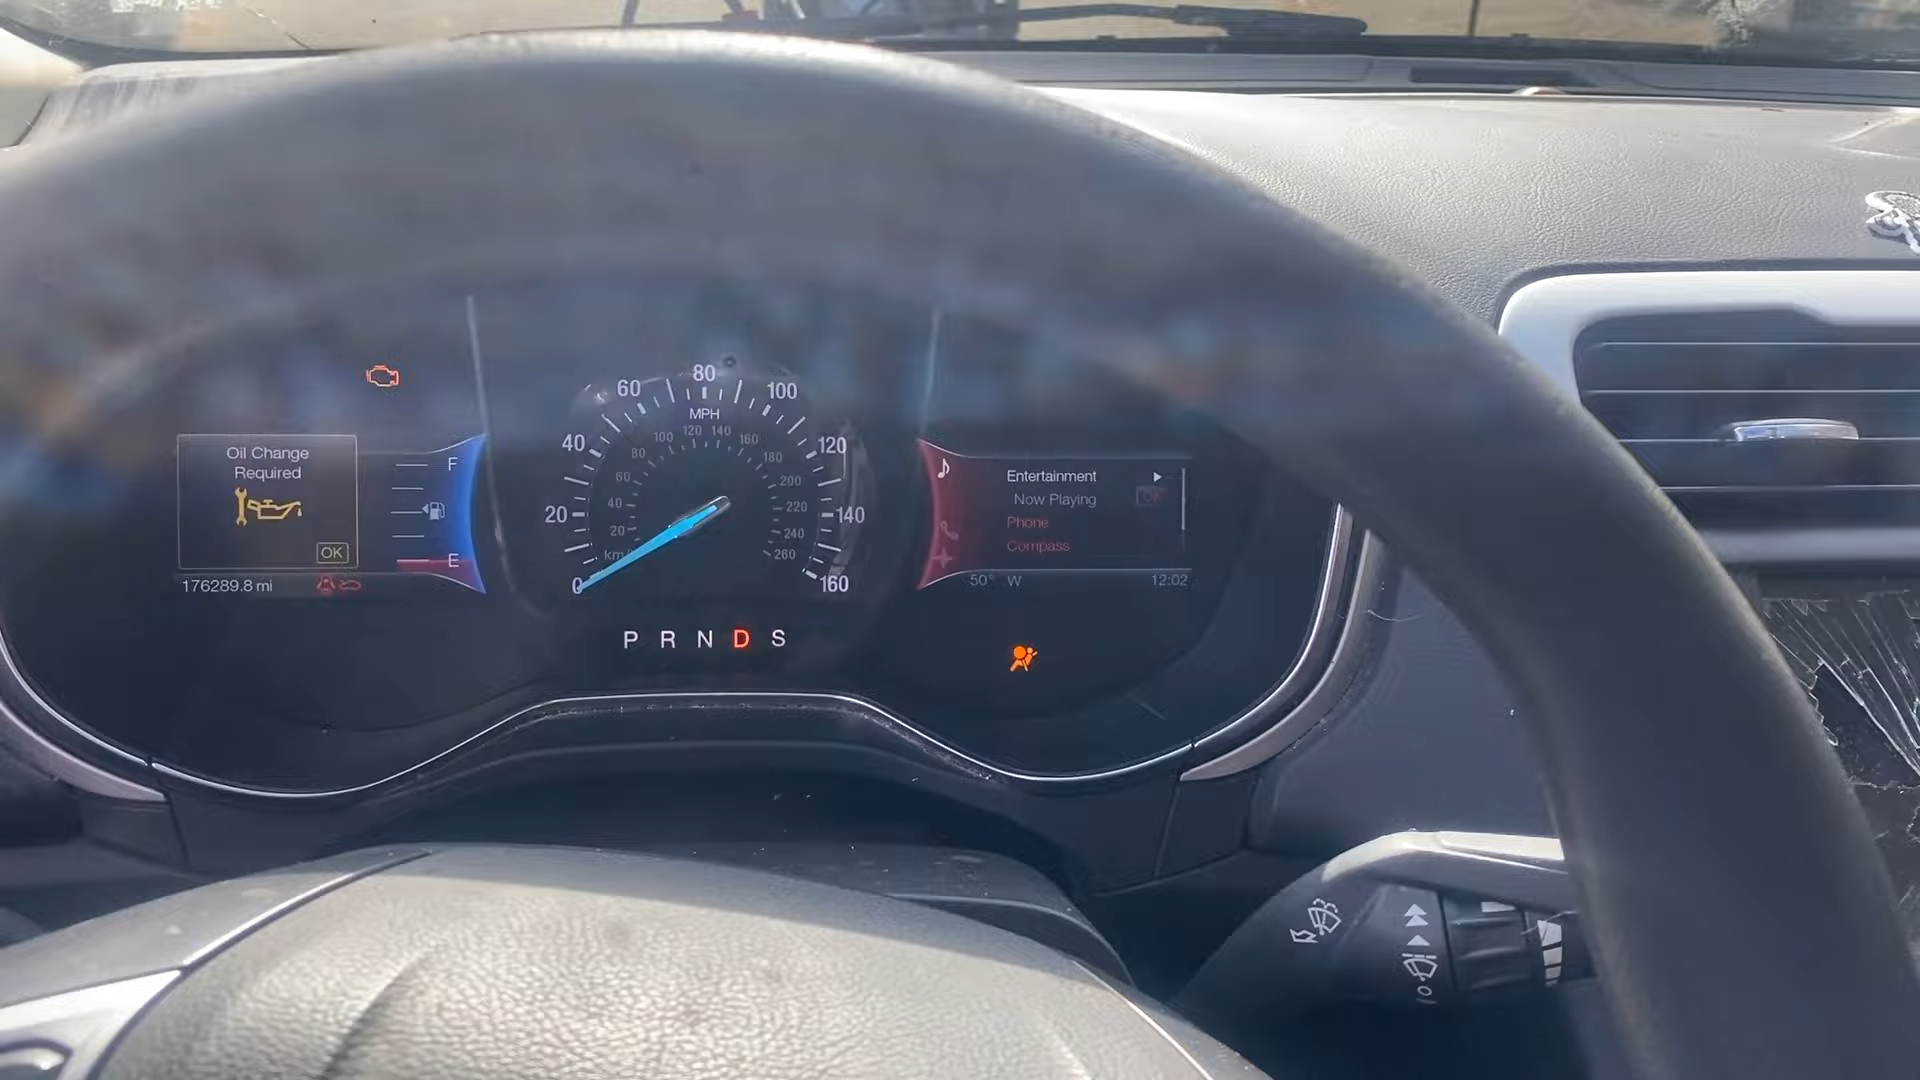 Oil Change
Required
OK
176289.8 mi
F
E
0
20
40
60
80
100
120
140
160
MPH
km/
20
40
60
80
100
120
140
160
180
200
220
240
260
P R N D S
Entertainment
Now Playing
OK
Phone
Compass
50° W
12:02